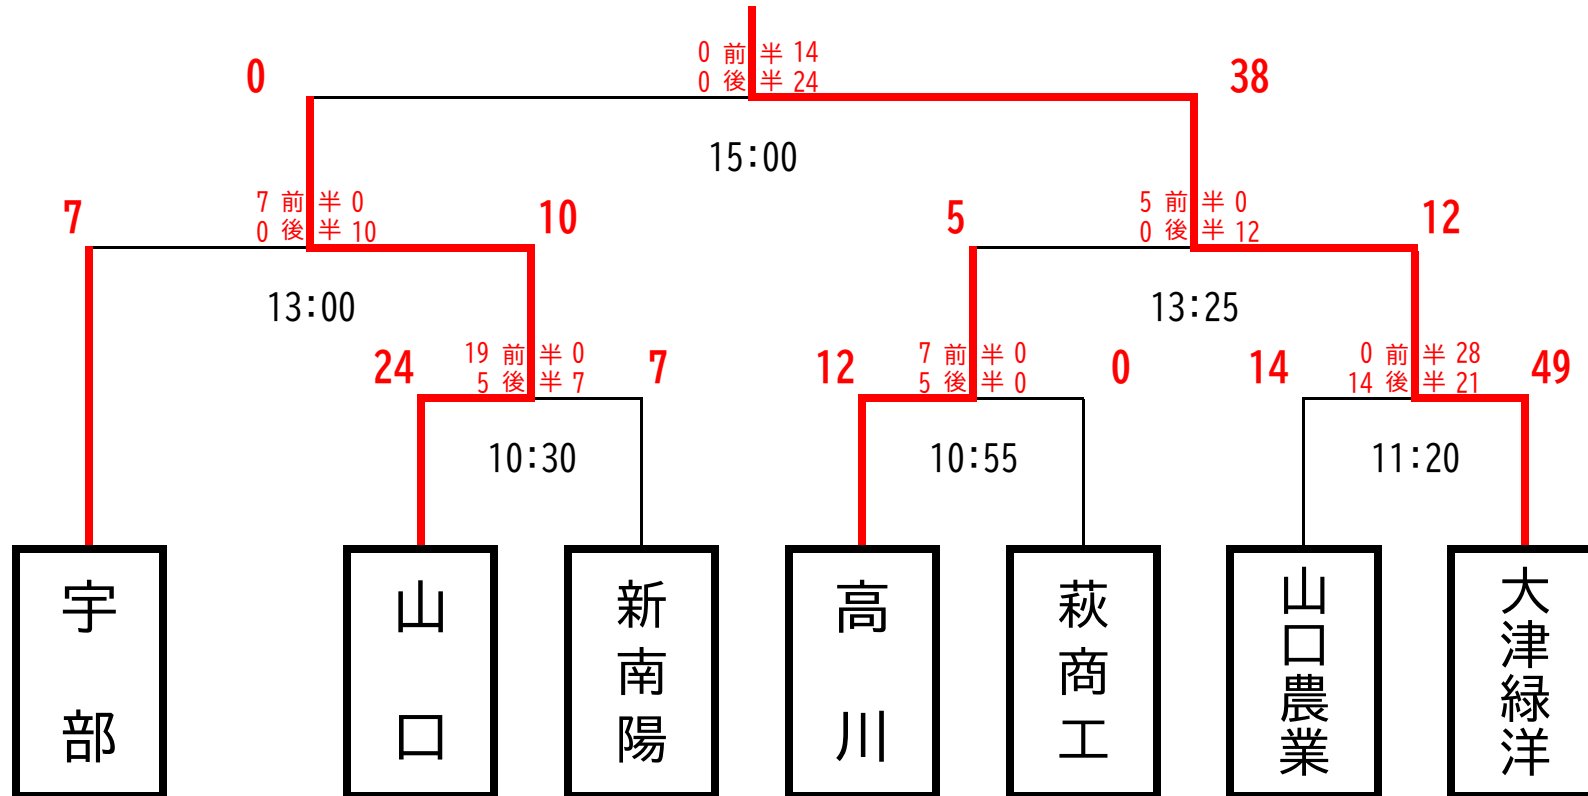 0 前半 14
0 後半 24
0
38
15:00
7 前半 0
0 後半 10
7
10
5 前半 0
0 後半 12
5
12
13:00
13:25
24
19 前半 0
5 後半 7
7
12
7 前半 0
5 後半 0
0
14
0 前半 28
14 後半 21
49
10:30
10:55
11:20
宇部
山口
新南陽
高川
萩商工
山口農業
大津緑洋